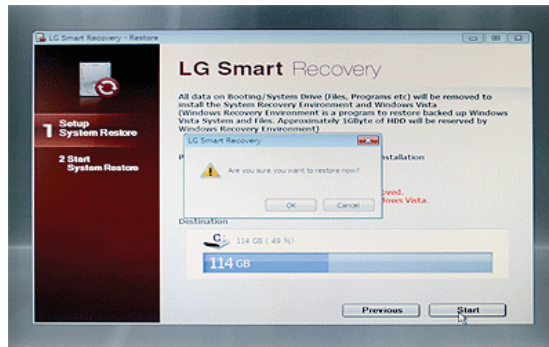 LG Smart Recovery - Restore
LG Smart Recovery
All data on Booting/System Drive (Files, Programs etc) will be removed to
install the System Recovery Environment and Windows Vista
(Windows Recovery Environment is a program to restore backed up Windows
Vista System and Files. Approximately 1GByte of HDD will be reserved by
Windows Recovery Environment)
1 Setup
System Restore
2 Start
System Restore
LG Smart Recovery
Are you sure you want to restore now?
OK Cancel
Vista.
Destination
C: 114 GB ( 49 %)
114 GB
Previous Start